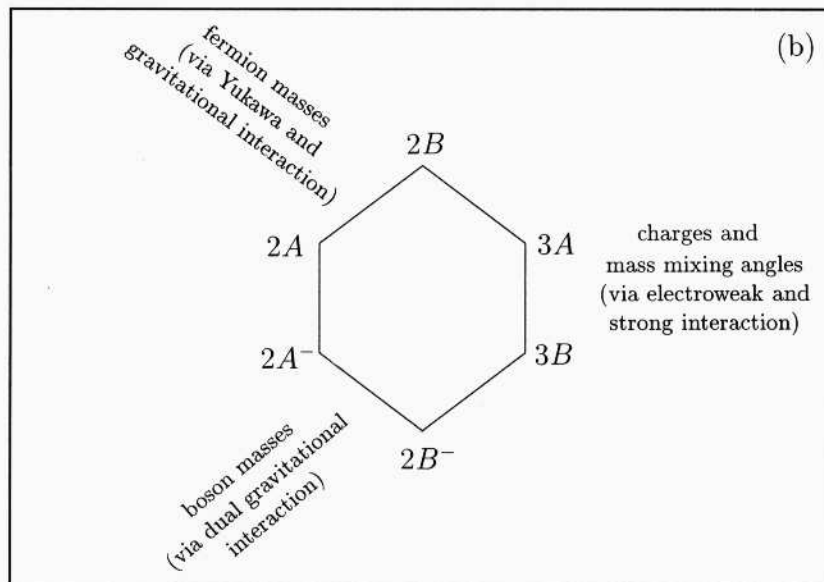 (b)
fermion masses
(via Yukawa and
gravitational interaction)
2B
2A
3A
charges and
mass mixing angles
(via electroweak and
strong interaction)
2A⁻
3B
2B⁻
boson masses
(via dual gravitational
interaction)